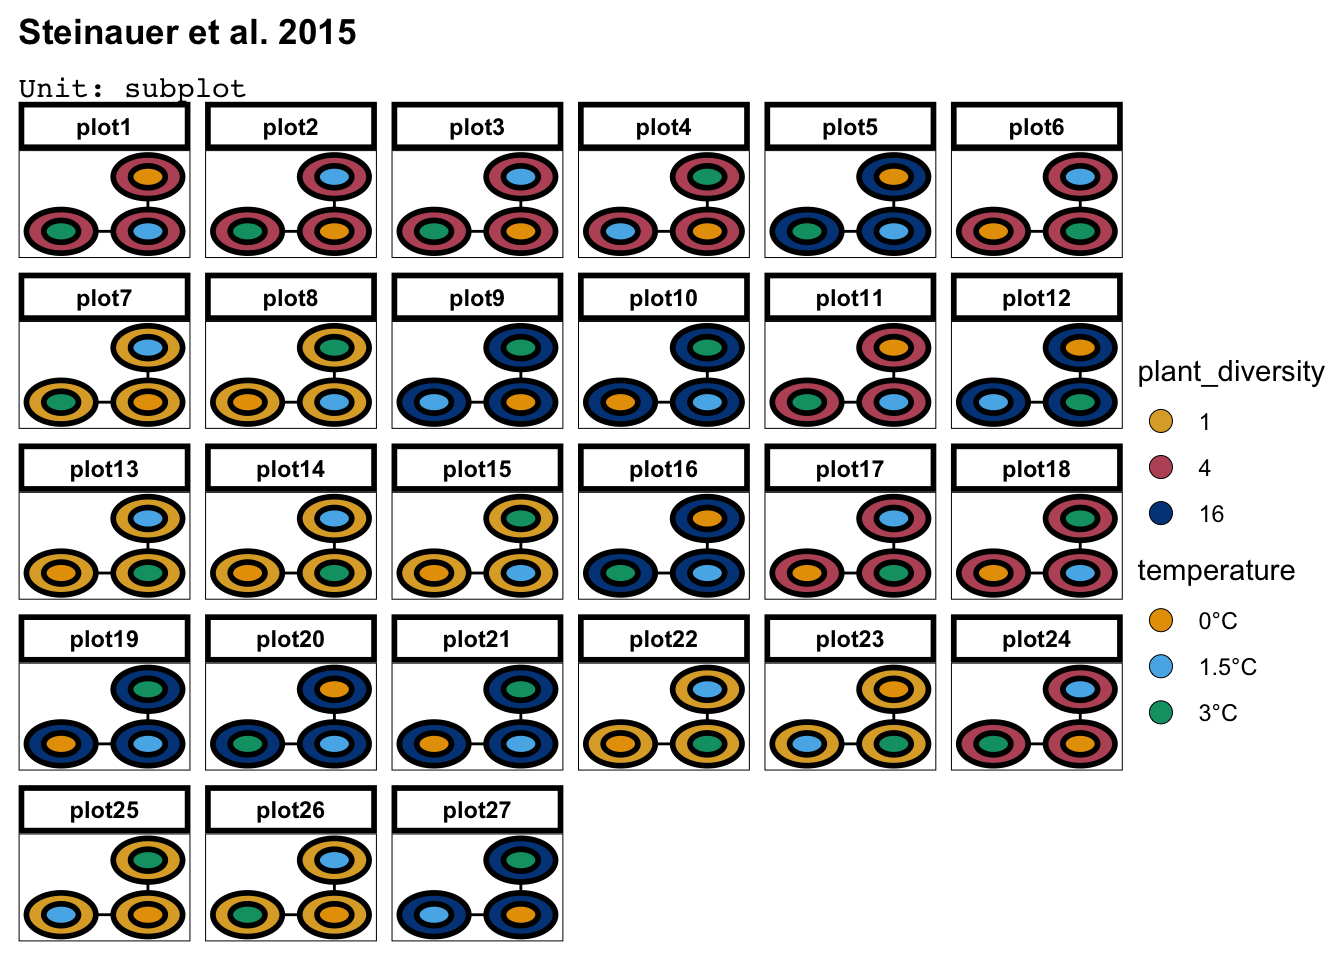 Steinauer et al. 2015
Unit: subplot
plot1 plot2 plot3 plot4 plot5 plot6
plot7 plot8 plot9 plot10 plot11 plot12
plot13 plot14 plot15 plot16 plot17 plot18
plot19 plot20 plot21 plot22 plot23 plot24
plot25 plot26 plot27
plant_diversity
1
4
16
temperature
0°C
1.5°C
3°C